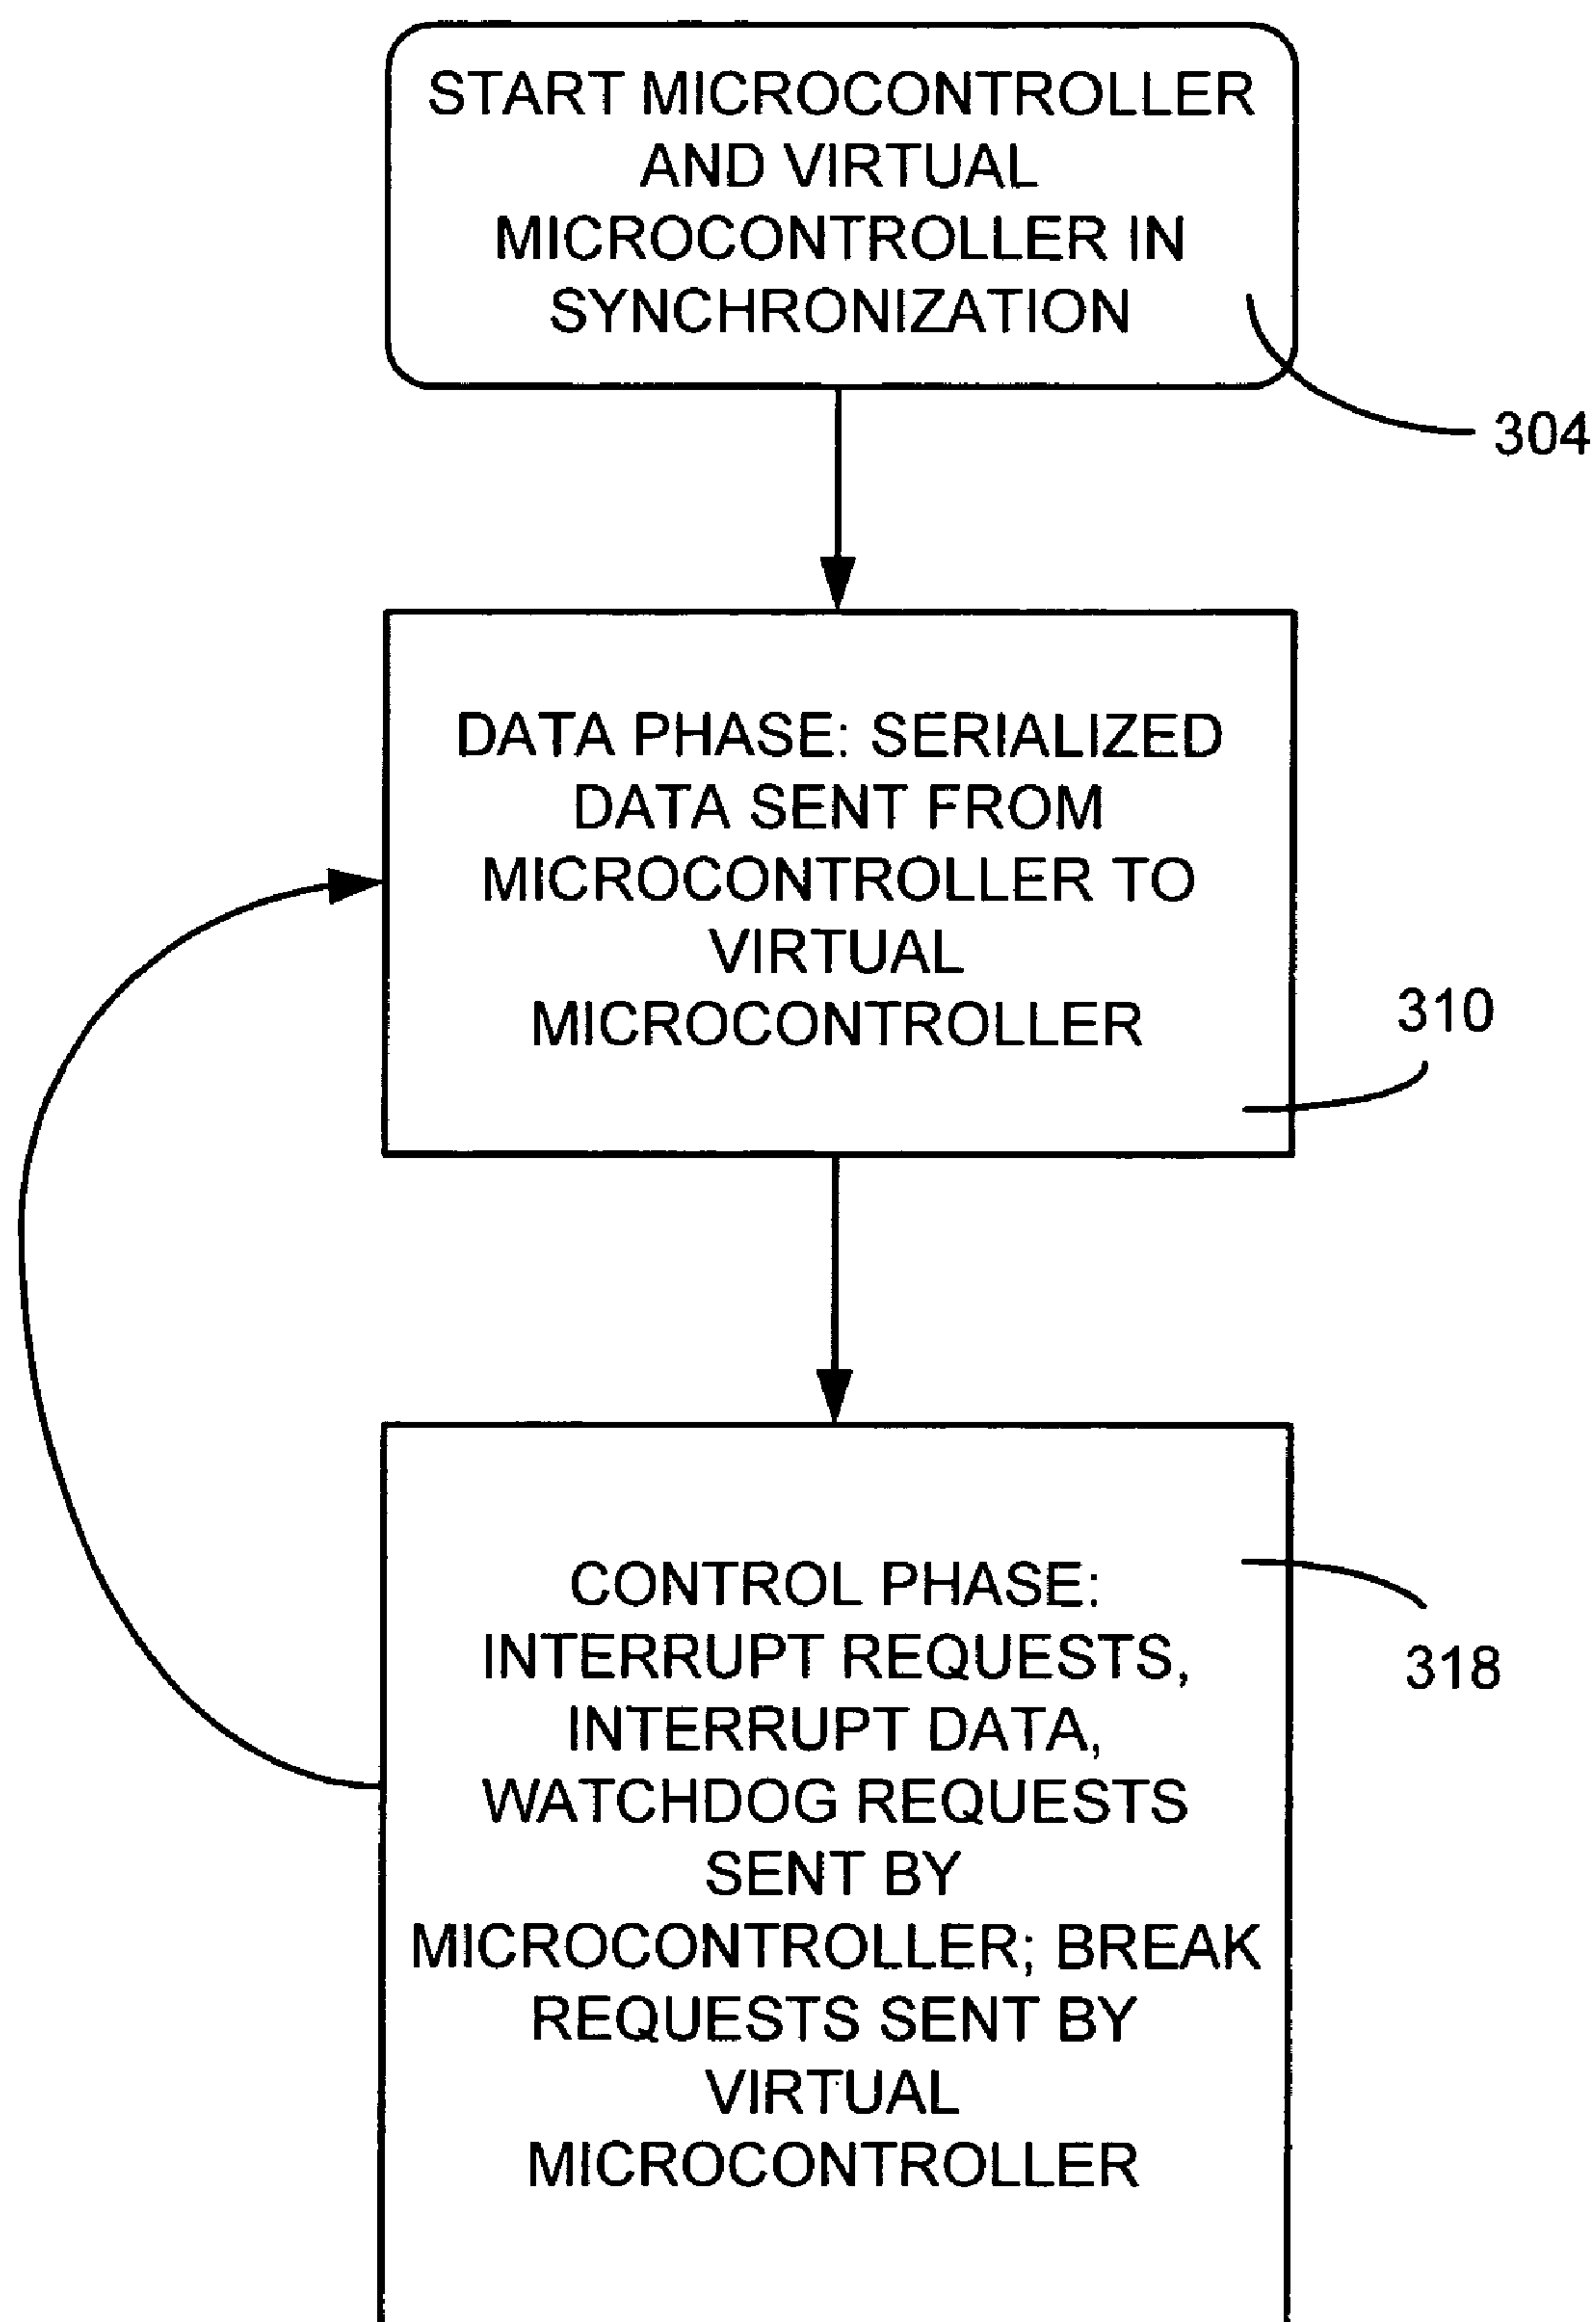 START MICROCONTROLLER
AND VIRTUAL
MICROCONTROLLER IN
SYNCHRONIZATION
304
DATA PHASE: SERIALIZED
DATA SENT FROM
MICROCONTROLLER TO
VIRTUAL
MICROCONTROLLER
310
CONTROL PHASE:
INTERRUPT REQUESTS,
INTERRUPT DATA,
WATCHDOG REQUESTS
SENT BY
MICROCONTROLLER; BREAK
REQUESTS SENT BY
VIRTUAL
MICROCONTROLLER
318